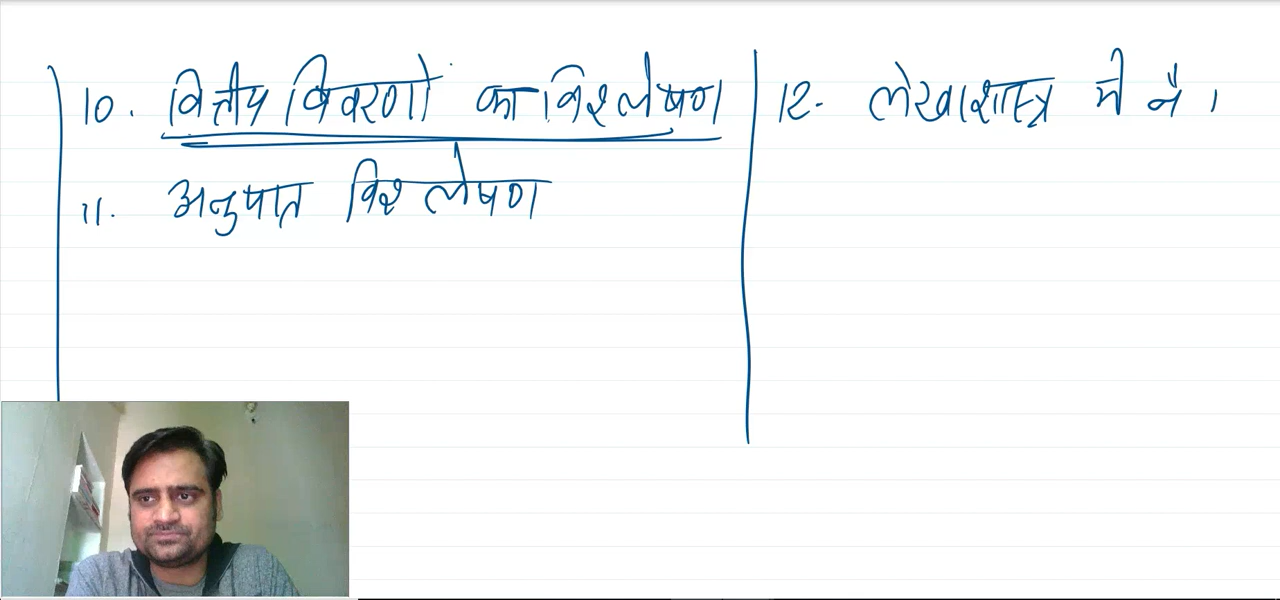 10. वित्तीय विवरणों का विश्लेषण
11. अनुपात विश्लेषण
12. लेखाशास्त्र में नै।